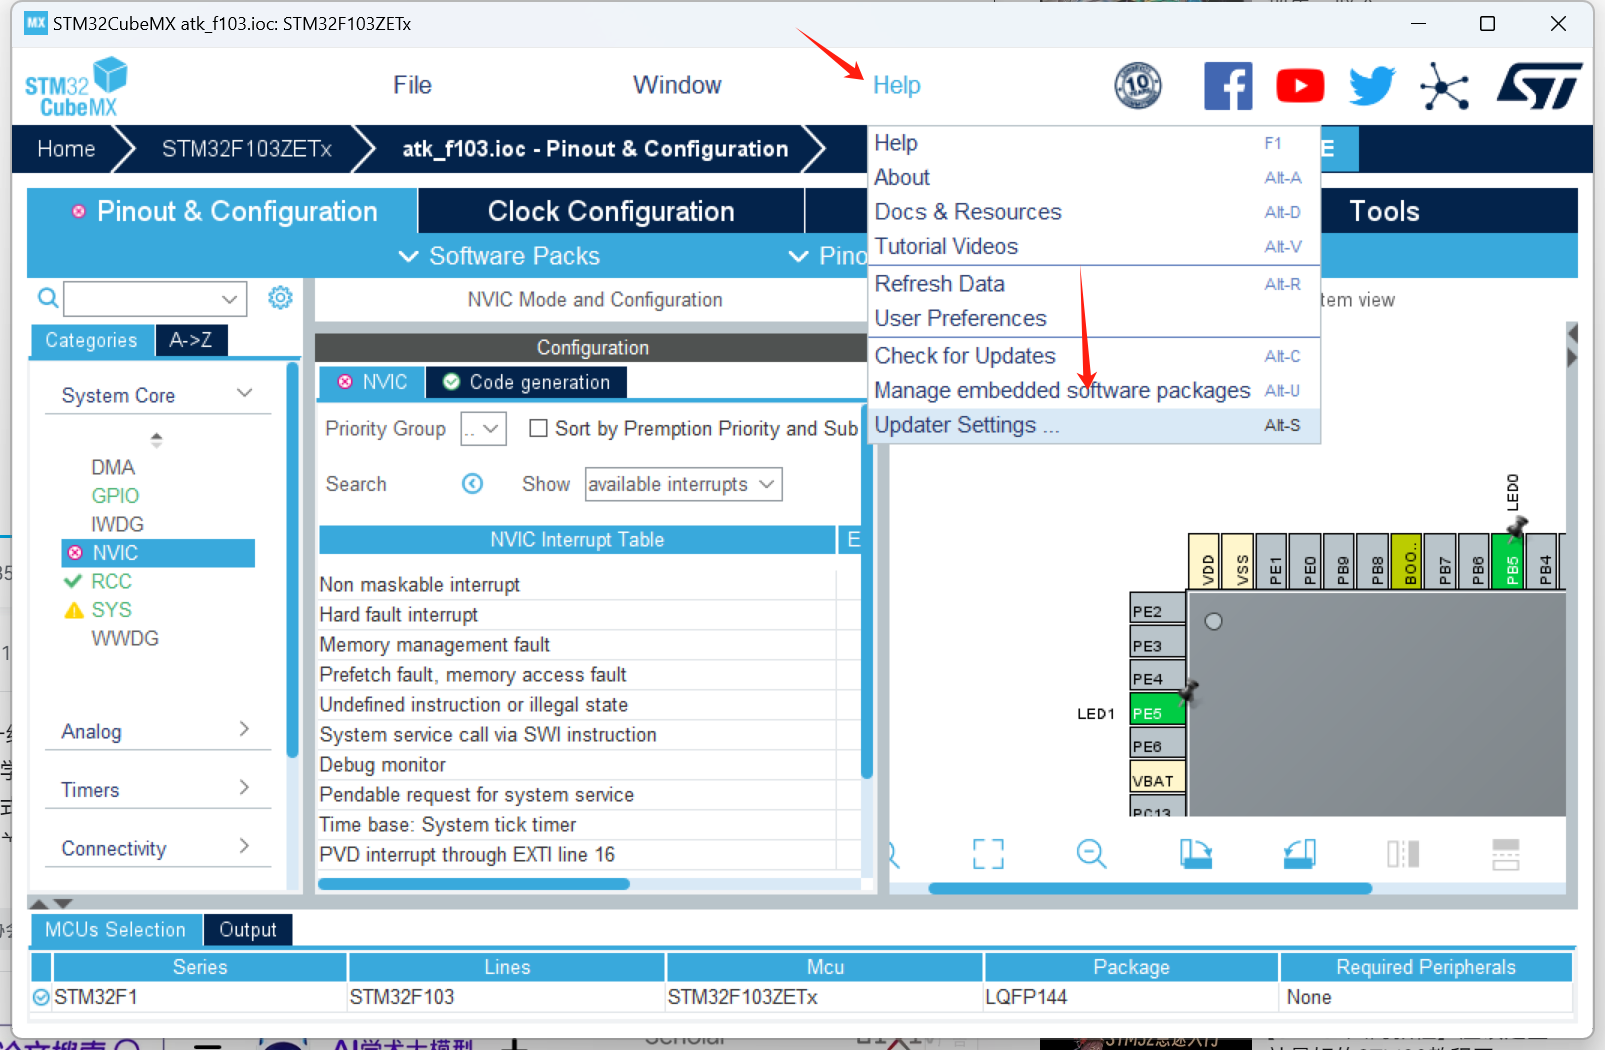 MX STM32CubeMX atk_f103.ioc: STM32F103ZETx
STM32
CubeMX
File
Window
Help
10
ST
Home
STM32F103ZETx
atk_f103.ioc - Pinout & Configuration
E
Help F1
About Alt-A
Docs & Resources Alt-D
Tutorial Videos Alt-V
Refresh Data Alt-R
User Preferences
Check for Updates Alt-C
Manage embedded software packages Alt-U
Updater Settings ... Alt-S
Pinout & Configuration
Clock Configuration
Tools
Software Packs
Pino
Categories
A->Z
System Core
DMA
GPIO
IWDG
NVIC
RCC
SYS
WWDG
Analog
Timers
Connectivity
NVIC Mode and Configuration
Configuration
NVIC
Code generation
Priority Group
..
Sort by Premption Priority and Sub
Search
Show
available interrupts
NVIC Interrupt Table
E
Non maskable interrupt
Hard fault interrupt
Memory management fault
Prefetch fault, memory access fault
Undefined instruction or illegal state
System service call via SWI instruction
Debug monitor
Pendable request for system service
Time base: System tick timer
PVD interrupt through EXTI line 16
tem view
LED0
VDD
VSS
PE1
PE0
PB9
PB8
BOO..
PB7
PB6
PB5
PB4
PE2
PE3
PE4
LED1
PE5
PE6
VBAT
PC13
MCUs Selection
Output
Series Lines Mcu Package Required Peripherals
STM32F1 STM32F103 STM32F103ZETx LQFP144 None